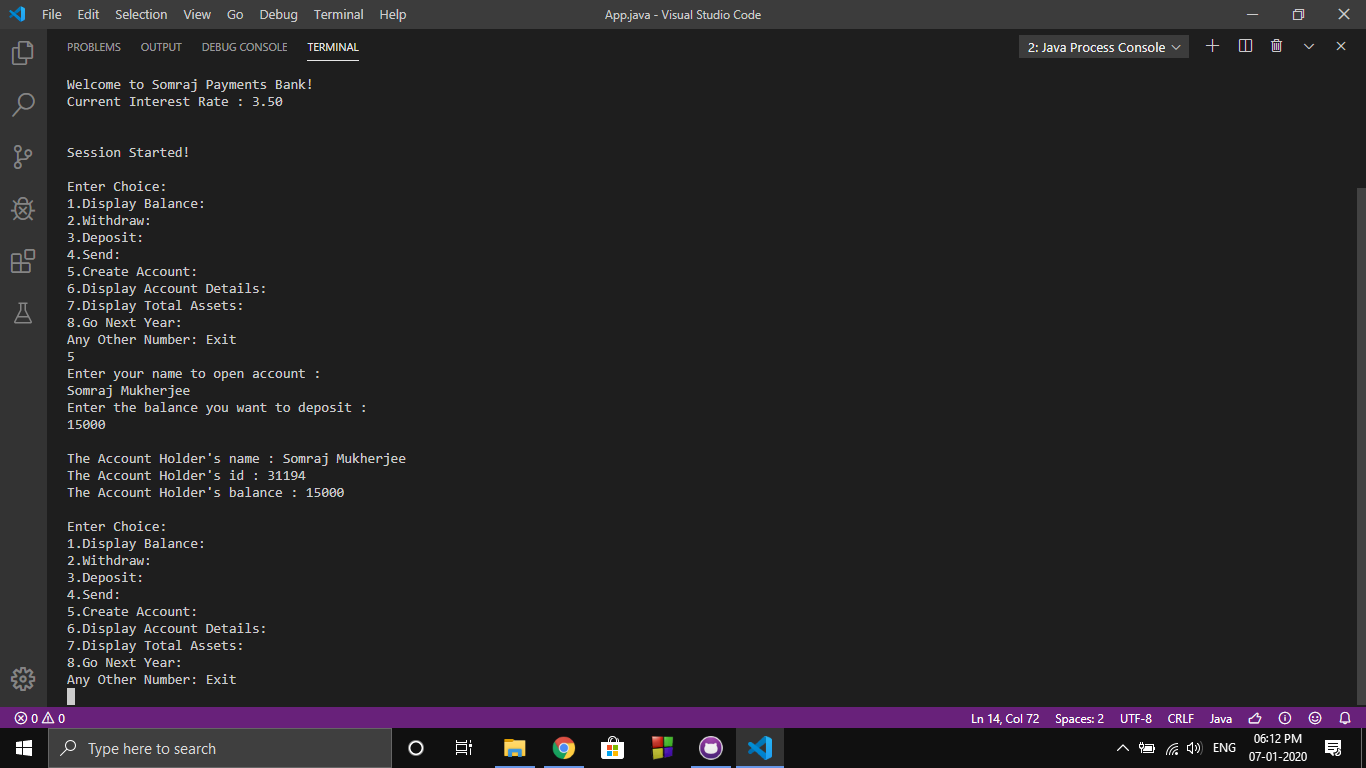 File Edit Selection View Go Debug Terminal Help App.java - Visual Studio Code
PROBLEMS OUTPUT DEBUG CONSOLE TERMINAL 2: Java Process Console
Welcome to Somraj Payments Bank!
Current Interest Rate : 3.50
Session Started!
Enter Choice:
1.Display Balance:
2.Withdraw:
3.Deposit:
4.Send:
5.Create Account:
6.Display Account Details:
7.Display Total Assets:
8.Go Next Year:
Any Other Number: Exit
5
Enter your name to open account :
Somraj Mukherjee
Enter the balance you want to deposit :
15000
The Account Holder's name : Somraj Mukherjee
The Account Holder's id : 31194
The Account Holder's balance : 15000
Enter Choice:
1.Display Balance:
2.Withdraw:
3.Deposit:
4.Send:
5.Create Account:
6.Display Account Details:
7.Display Total Assets:
8.Go Next Year:
Any Other Number: Exit
0 0 Ln 14, Col 72 Spaces: 2 UTF-8 CRLF Java
Type here to search ENG 06:12 PM
07-01-2020